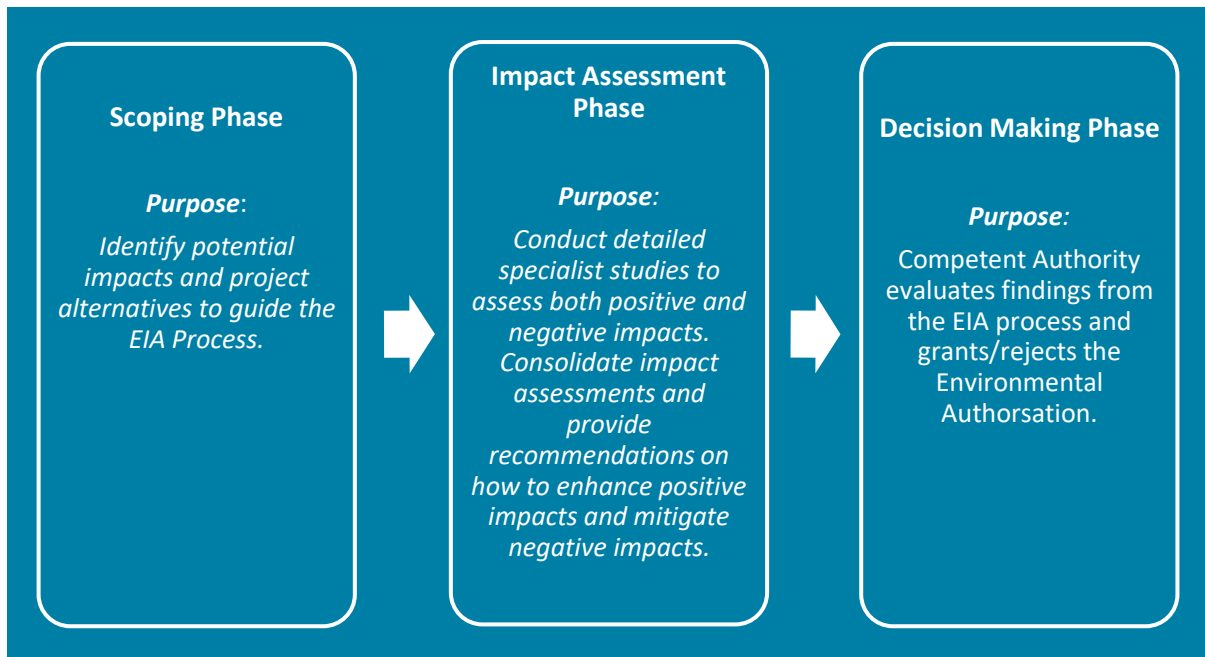 Scoping Phase
Purpose:
Identify potential
impacts and project
alternatives to guide the
EIA Process.
Impact Assessment
Phase
Purpose:
Conduct detailed
specialist studies to
assess both positive and
negative impacts.
Consolidate impact
assessments and
provide
recommendations on
how to enhance positive
impacts and mitigate
negative impacts.
Decision Making Phase
Purpose:
Competent Authority
evaluates findings from
the EIA process and
grants/rejects the
Environmental
Authorsation.